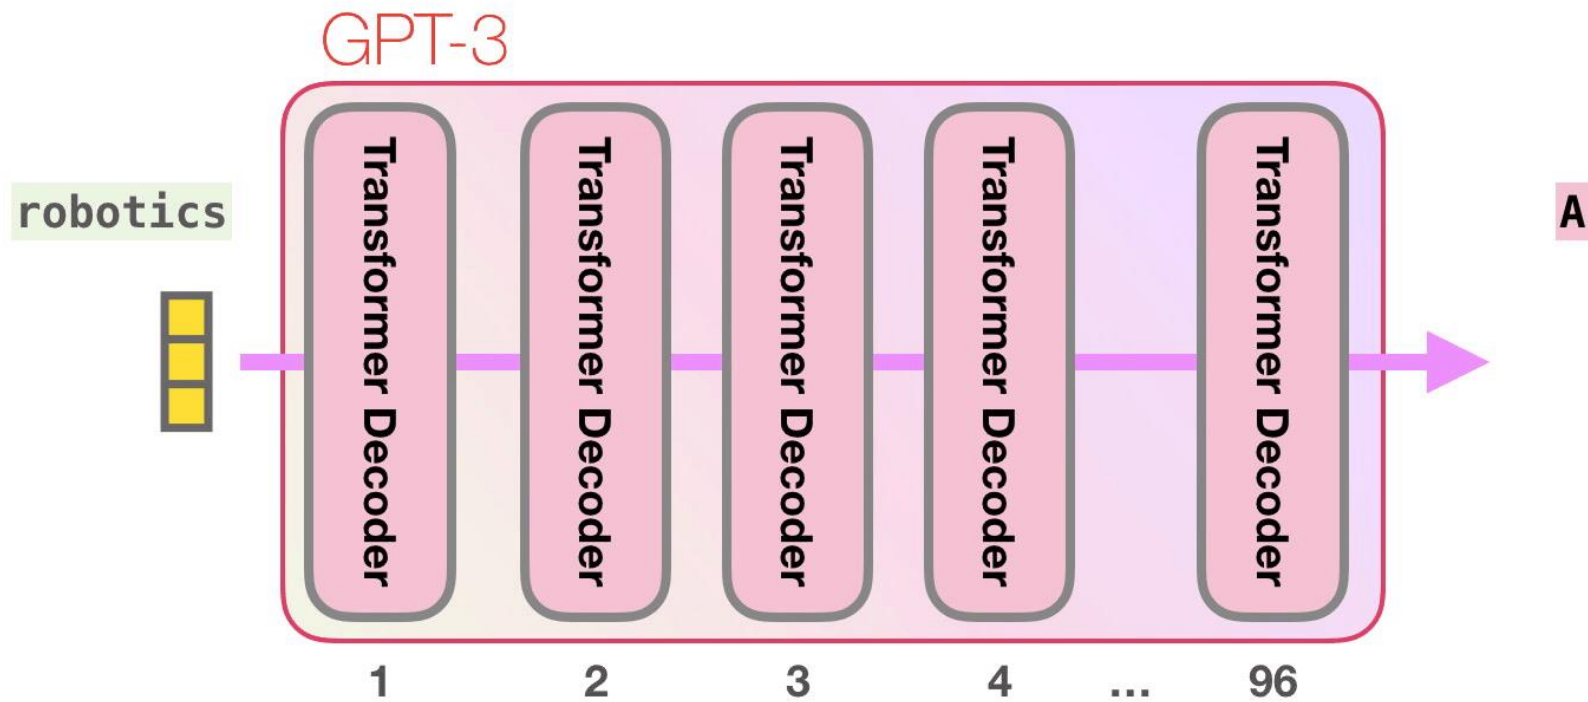 GPT-3
robotics
Transformer Decoder
Transformer Decoder
Transformer Decoder
Transformer Decoder
Transformer Decoder
A
1 2 3 4 ... 96